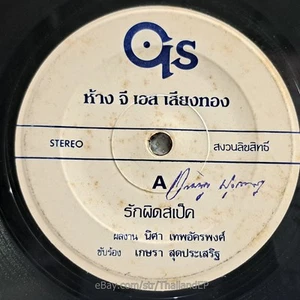 ห้าง จี เอส เสียงทอง
STEREO
สงวนลิขสิทธิ์
A
รักผิดสเป็ค
ผลงาน นิศา เทพอัครพงศ์
ขับร้อง เกษรา สุดประเสริฐ
ebay.com/str/ThailandLP